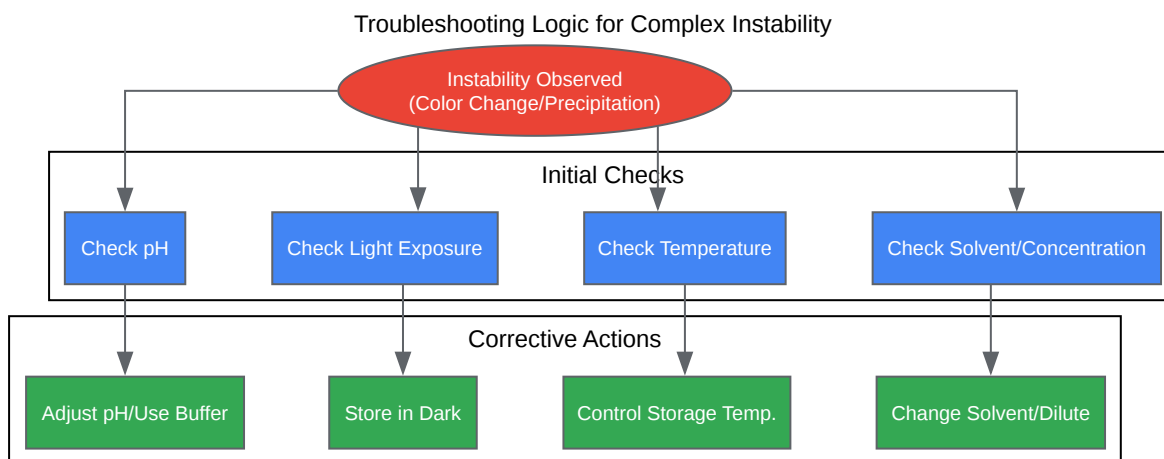 Troubleshooting Logic for Complex Instability
Instability Observed
(Color Change/Precipitation)
Initial Checks
Check pH
Check Light Exposure
Check Temperature
Check Solvent/Concentration
Corrective Actions
Adjust pH/Use Buffer
Store in Dark
Control Storage Temp.
Change Solvent/Dilute